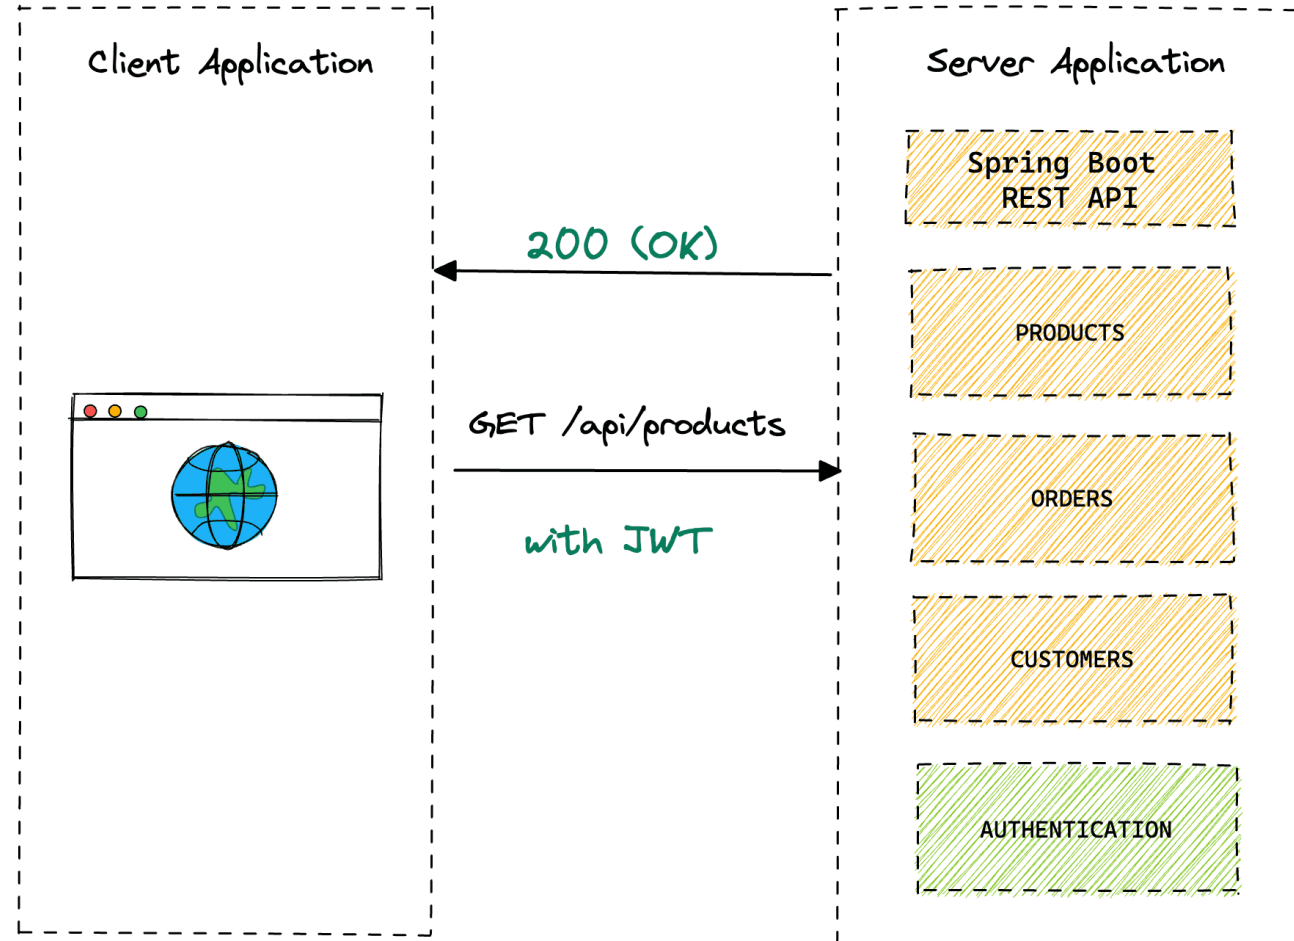 Client Application
Server Application
Spring Boot
REST API
200 (OK)
PRODUCTS
GET /api/products
ORDERS
with JWT
CUSTOMERS
AUTHENTICATION